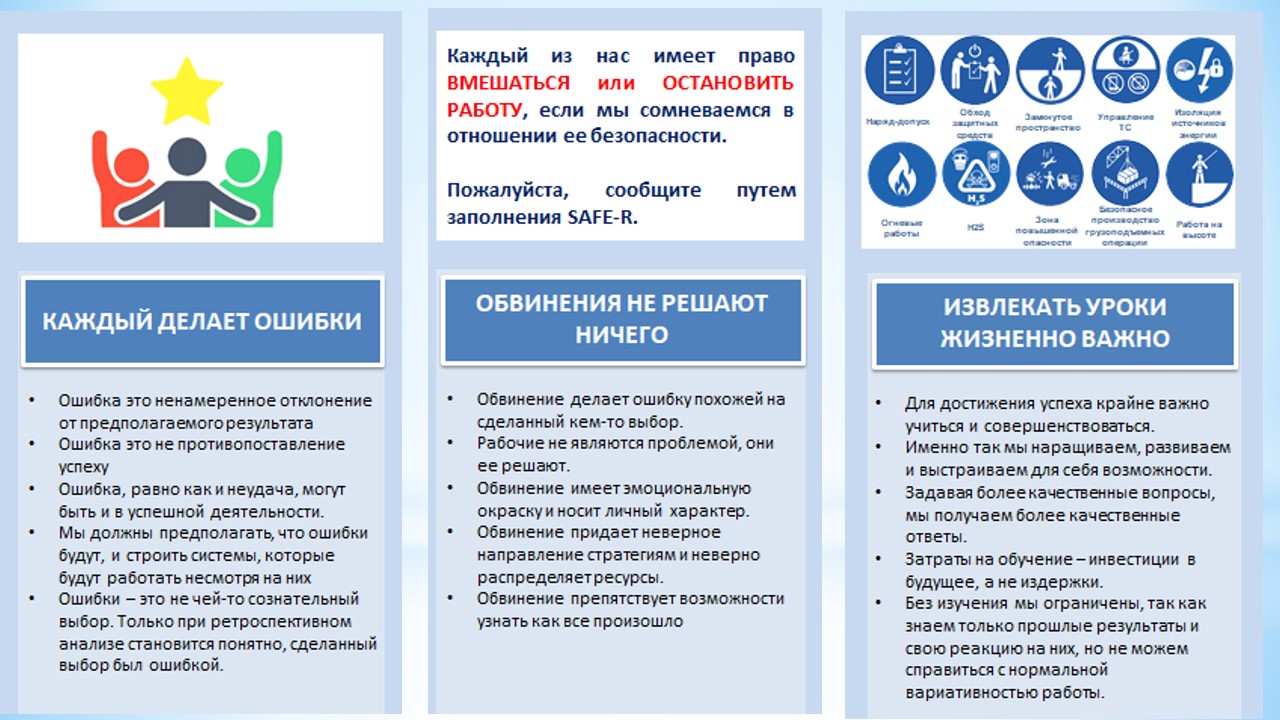 КАЖДЫЙ ДЕЛАЕТ ОШИБКИ
• Ошибка это ненамеренное отклонение
от предполагаемого результата
• Ошибка это не противопоставление
успеху
• Ошибка, равно как и неудача, могут
быть и в успешной деятельности.
• Мы должны предполагать, что ошибки
будут, и строить системы, которые
будут работать несмотря на них
• Ошибки – это не чей-то сознательный
выбор. Только при ретроспективном
анализе становится понятно, сделанный
выбор был ошибкой.
Каждый из нас имеет право
ВМЕШАТЬСЯ или ОСТАНОВИТЬ
РАБОТУ, если мы сомневаемся в
отношении ее безопасности.
Пожалуйста, сообщите путем
заполнения SAFE-R.
ОБВИНЕНИЯ НЕ РЕШАЮТ
НИЧЕГО
• Обвинение делает ошибку похожей на
сделанный кем-то выбор.
• Рабочие не являются проблемой, они
ее решают.
• Обвинение имеет эмоциональную
окраску и носит личный характер.
• Обвинение придает неверное
направление стратегиям и неверно
распределяет ресурсы.
• Обвинение препятствует возможности
узнать как все произошло
Наряд-допуск
Обход
защитных
средств
Замкнутое
пространство
Управление
ТС
Изоляция
источников
энергии
H₂S
Огневые
работы
H2S
Зона
повышенной
опасности
Безопасное
производство
грузоподъемных
операции
Работа на
высоте
ИЗВЛЕКАТЬ УРОКИ
ЖИЗНЕННО ВАЖНО
• Для достижения успеха крайне важно
учиться и совершенствоваться.
• Именно так мы наращиваем, развиваем
и выстраиваем для себя возможности.
• Задавая более качественные вопросы,
мы получаем более качественные
ответы.
• Затраты на обучение – инвестиции в
будущее, а не издержки.
• Без изучения мы ограничены, так как
знаем только прошлые результаты и
свою реакцию на них, но не можем
справиться с нормальной
вариативностью работы.